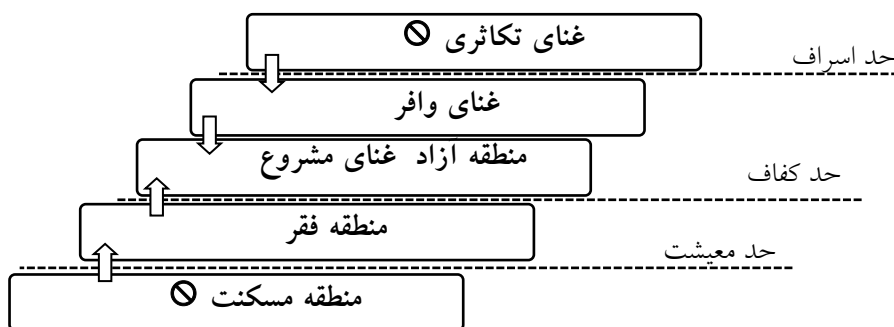 غنای تکاثری
حد اسراف
غنای وافر
منطقه ازاد غنای مشروع
حد کفاف
منطقه فقر
حد معیشت
منطقه مسکنت